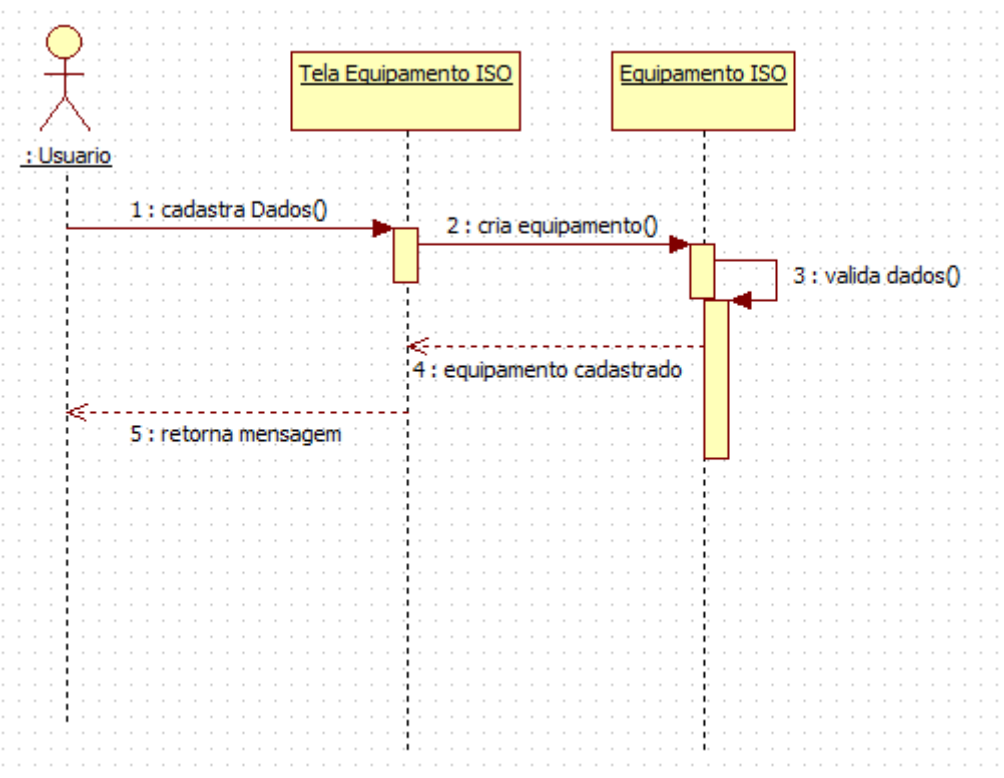 Tela Equipamento ISO
Equipamento ISO
: Usuario
1 : cadastra Dados()
2 : cria equipamento()
3 : valida dados()
4 : equipamento cadastrado
5 : retorna mensagem